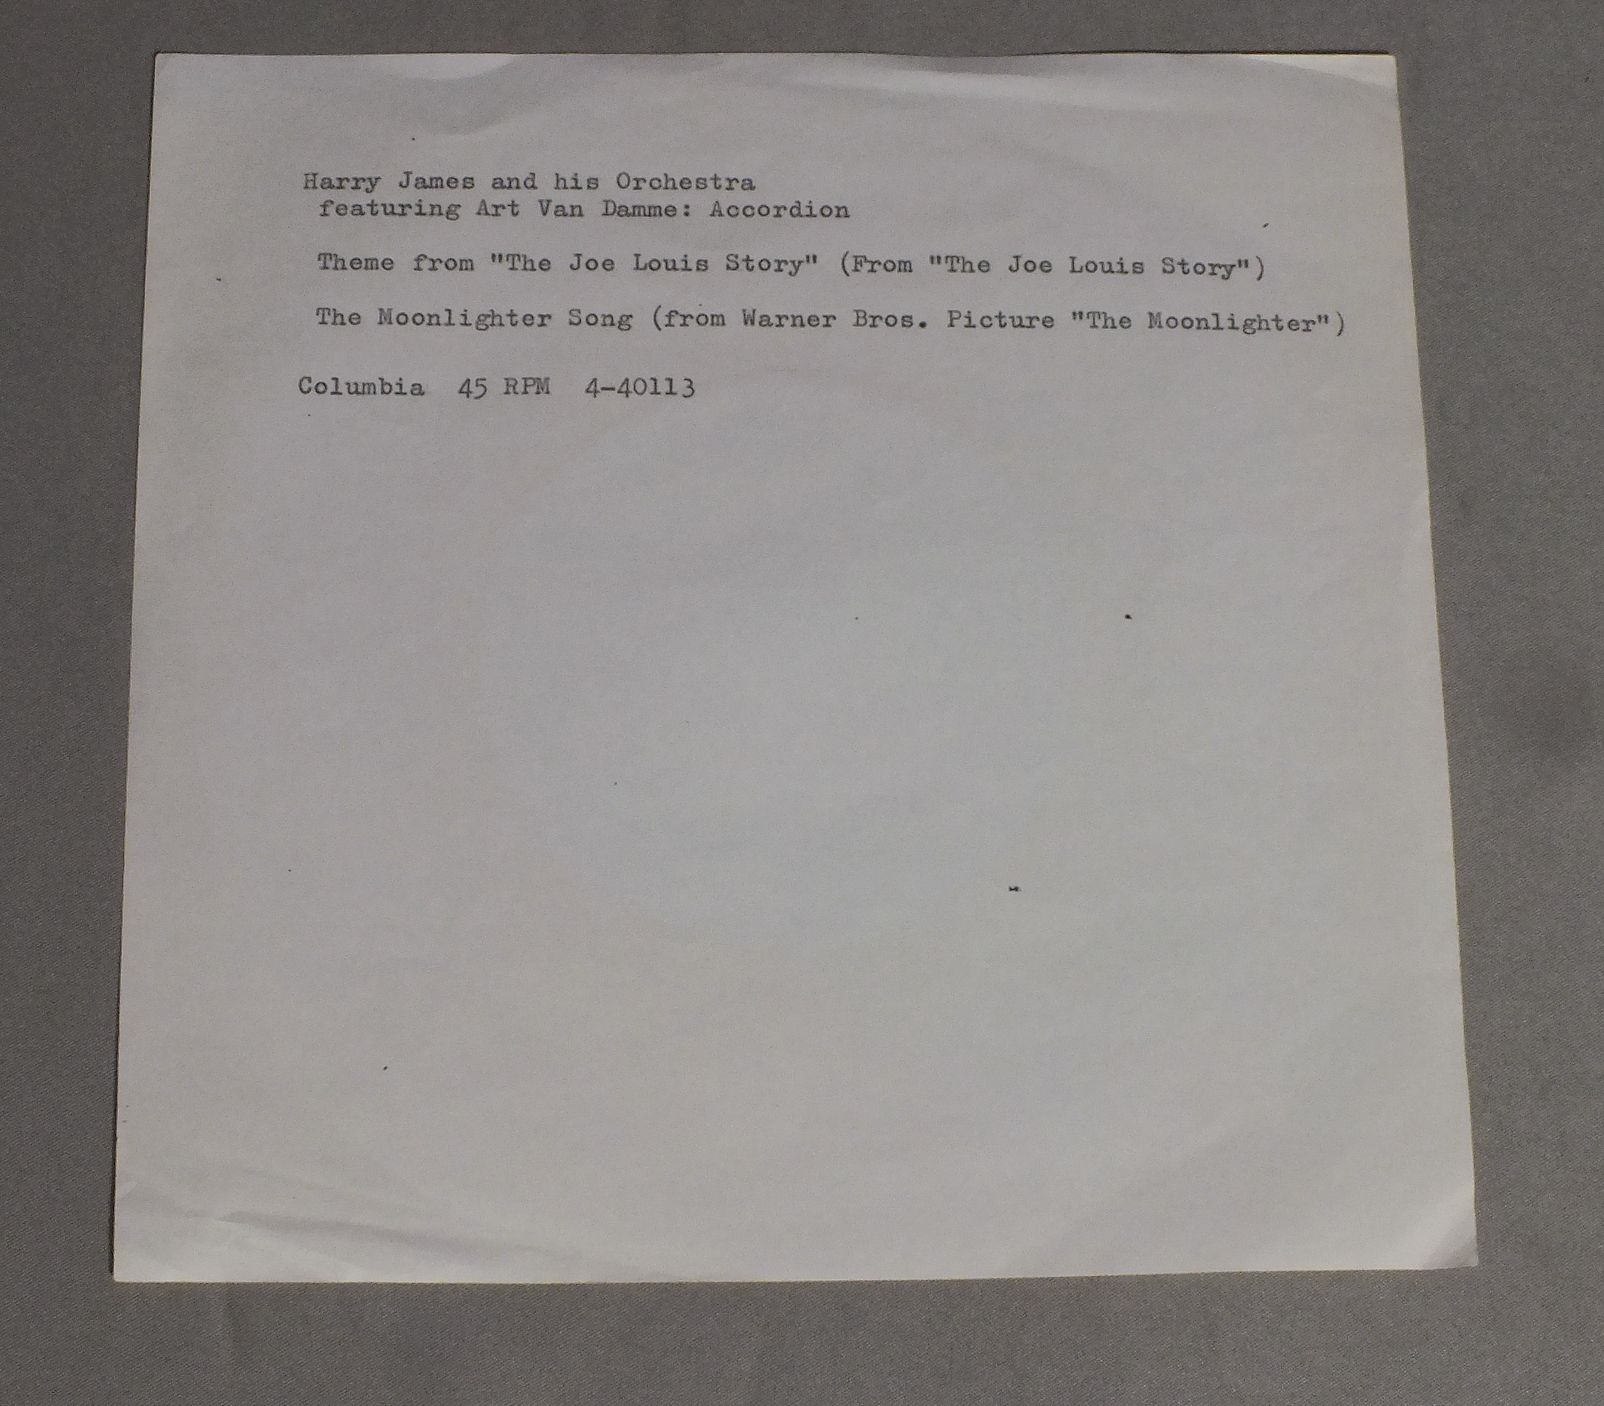 Harry James and his Orchestra
featuring Art Van Damme: Accordion
Theme from "The Joe Louis Story" (From "The Joe Louis Story")
The Moonlighter Song (from Warner Bros. Picture "The Moonlighter")
Columbia 45 RPM 4-40113